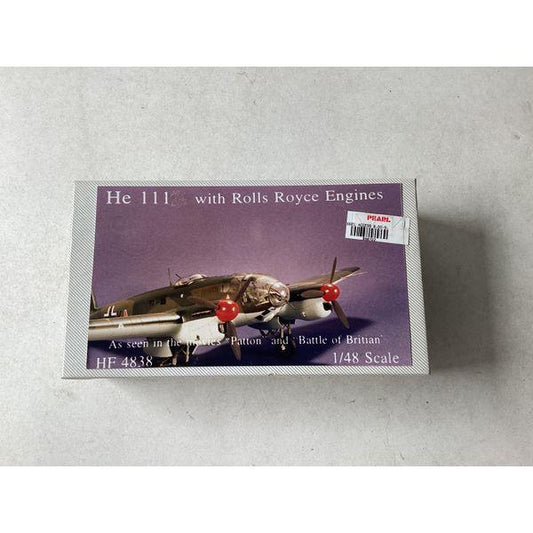 He 111 with Rolls Royce Engines
PEARL
As seen in the movies "Patton" and "Battle of Britian"
HF 4838
1/48 Scale